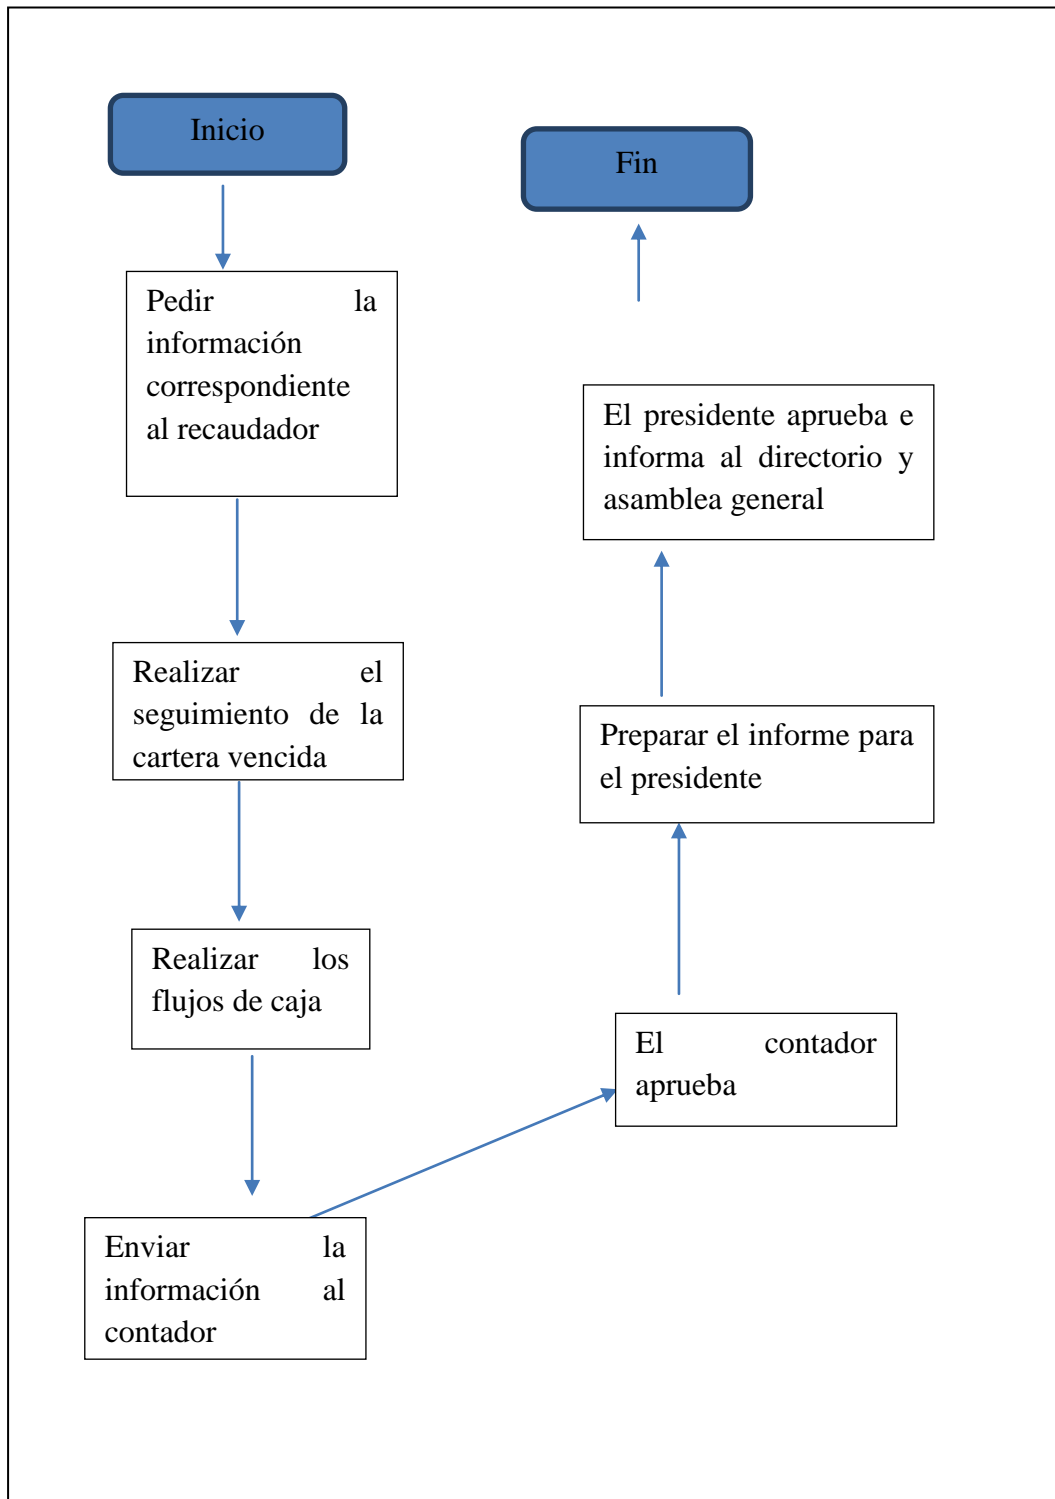 Inicio
Pedir la
información
correspondiente
al recaudador
Realizar el
seguimiento de la
cartera vencida
Realizar los
flujos de caja
Enviar la
información al
contador
El contador
aprueba
Preparar el informe para
el presidente
El presidente aprueba e
informa al directorio y
asamblea general
Fin